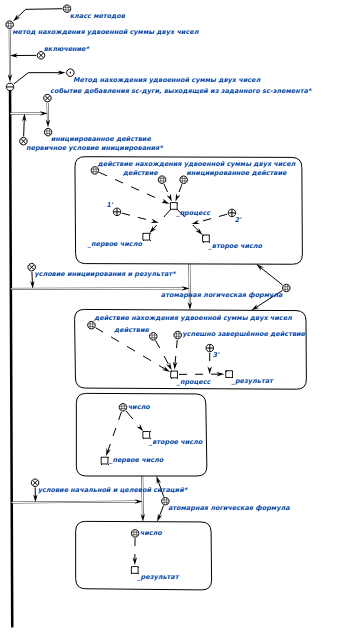 класс методов
метод нахождения удвоенной суммы двух чисел
включение*
Метод нахождения удвоенной суммы двух чисел
событие добавления sc-дуги, выходящей из заданного sc-элемента*
инициированное действие
первичное условие инициирования*
действие нахождения удвоенной суммы двух чисел
действие
инициированное действие
_процесс
1'
2'
_первое число
_второе число
условие инициирования и результат*
атомарная логическая формула
действие нахождения удвоенной суммы двух чисел
действие
успешно завершённое действие
3'
_процесс
_результат
число
_второе число
_первое число
условие начальной и целевой ситаций*
атомарная логическая формула
число
_результат